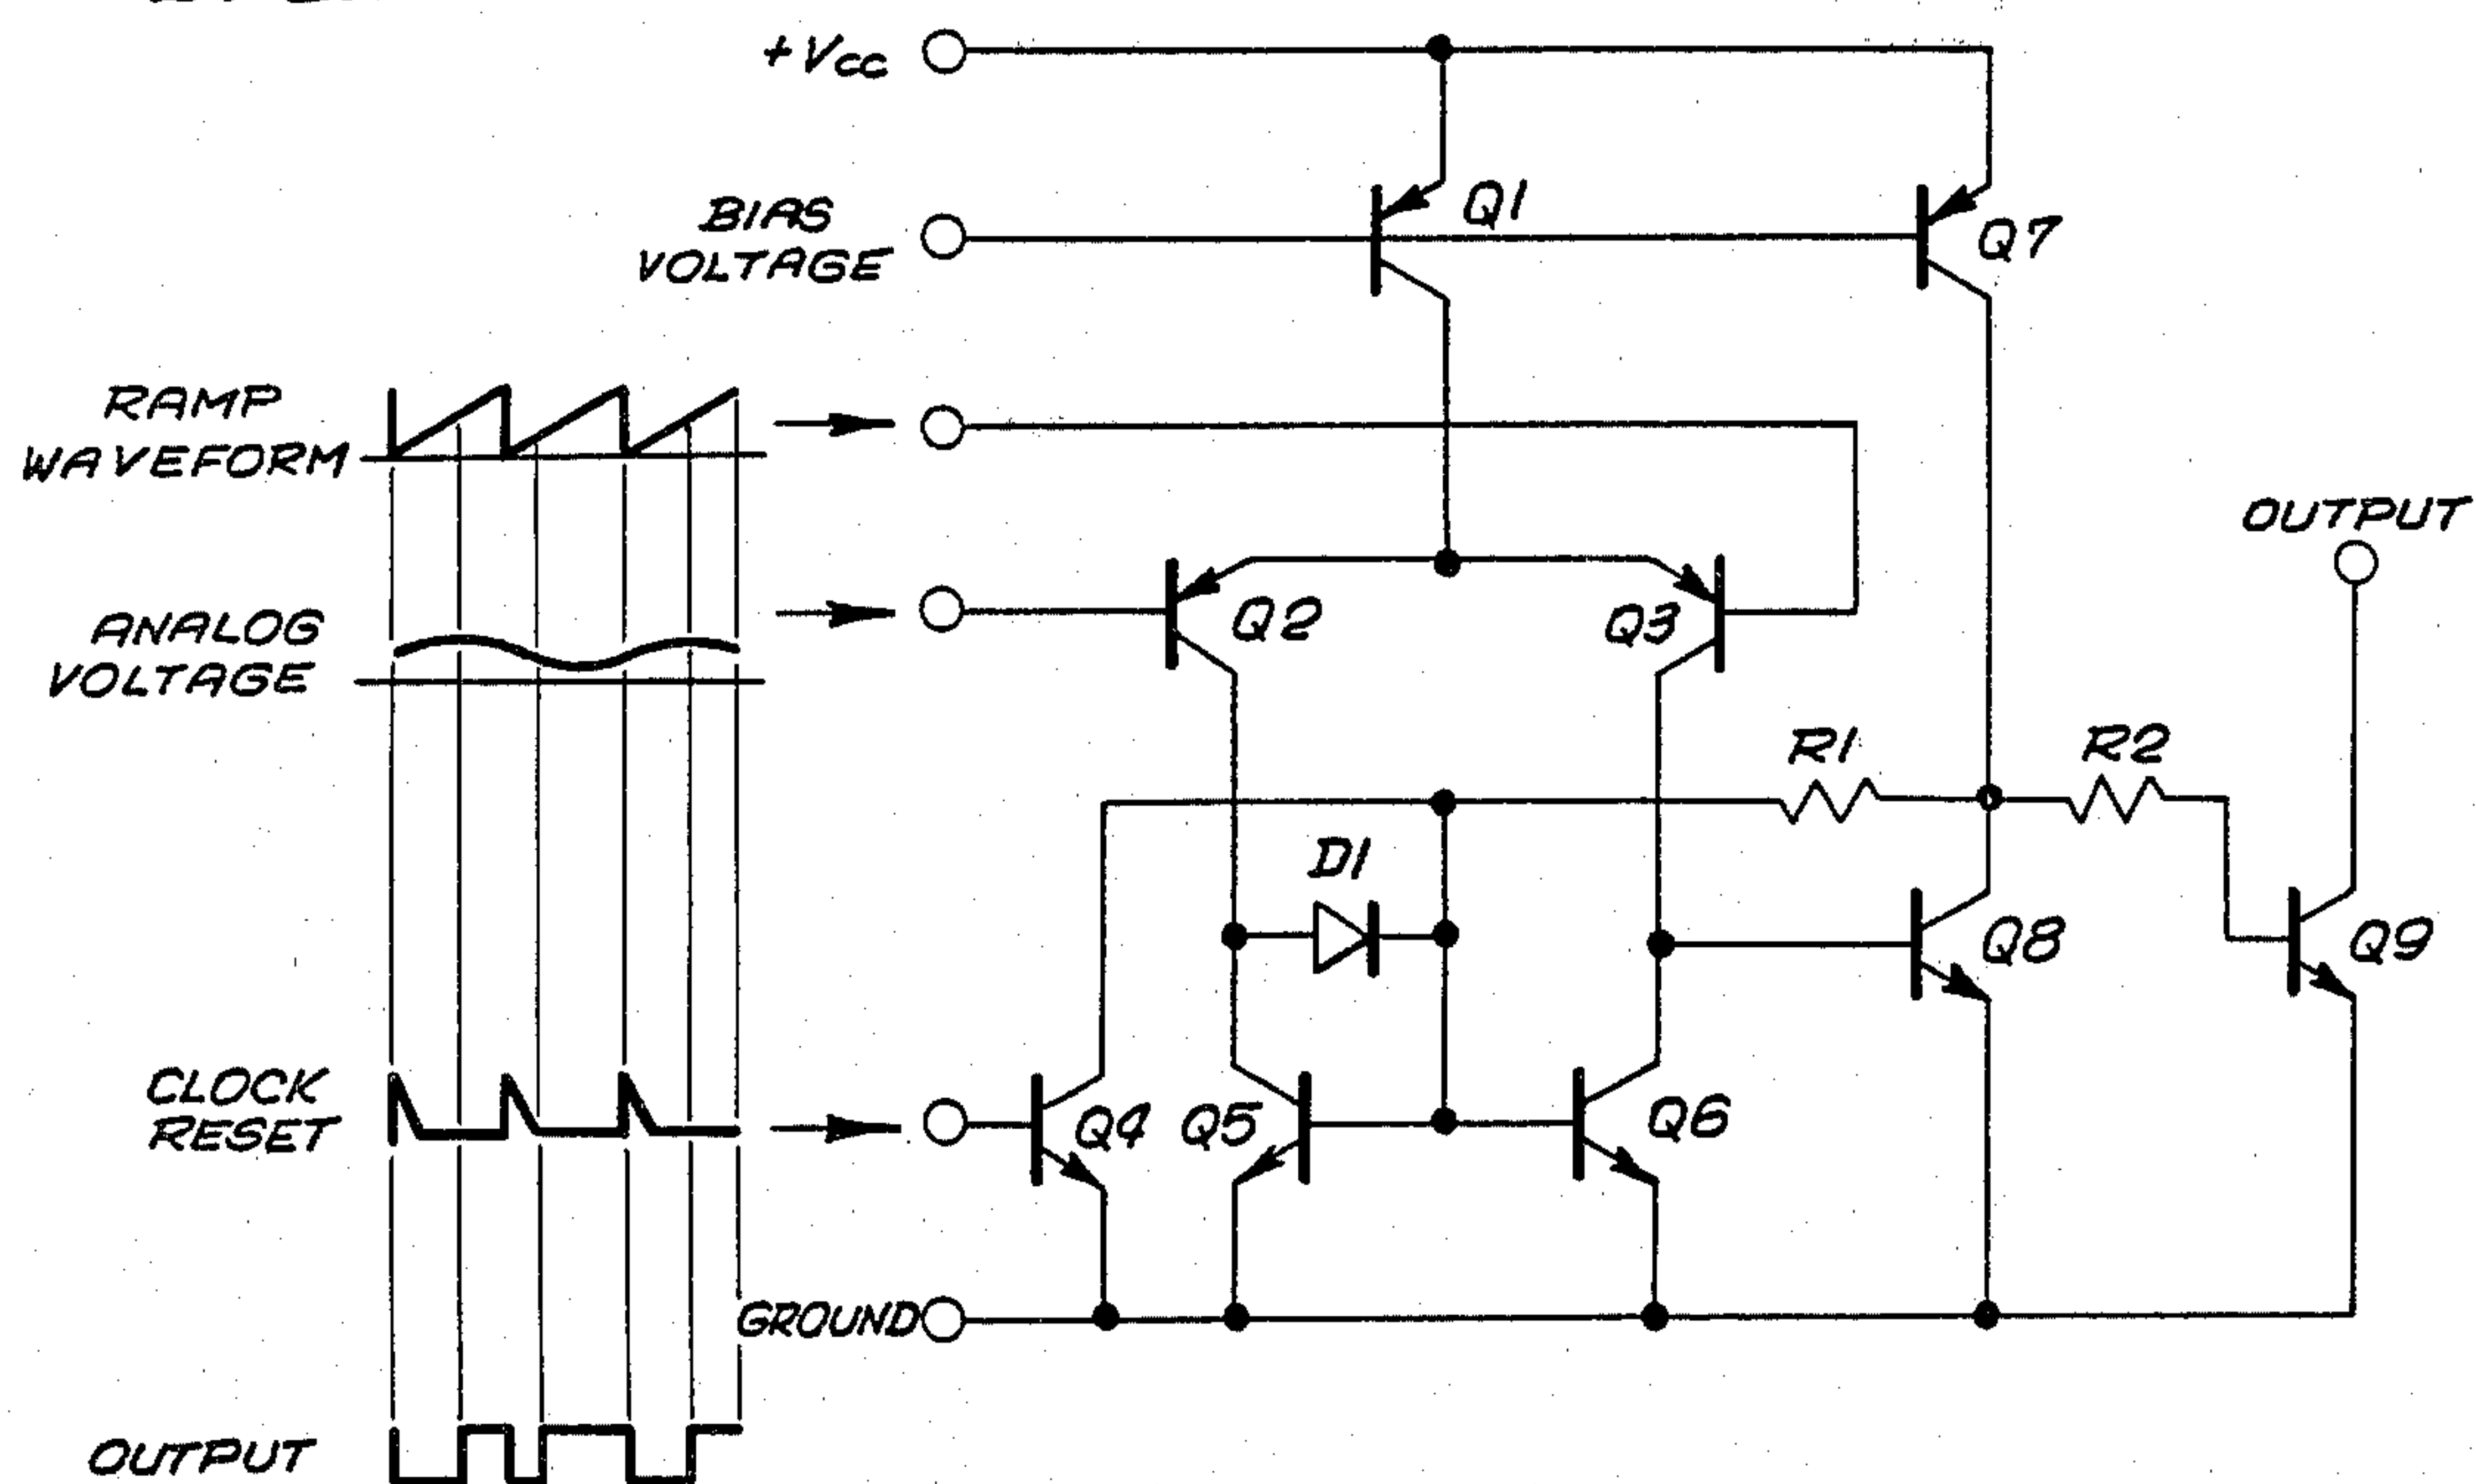 +Vcc
BIAS
VOLTAGE
Q1
Q7
RAMP
WAVEFORM
OUTPUT
ANALOG
VOLTAGE
Q2
Q3
R1
R2
D1
Q8
Q9
CLOCK
RESET
Q4
Q5
Q6
GROUND
OUTPUT